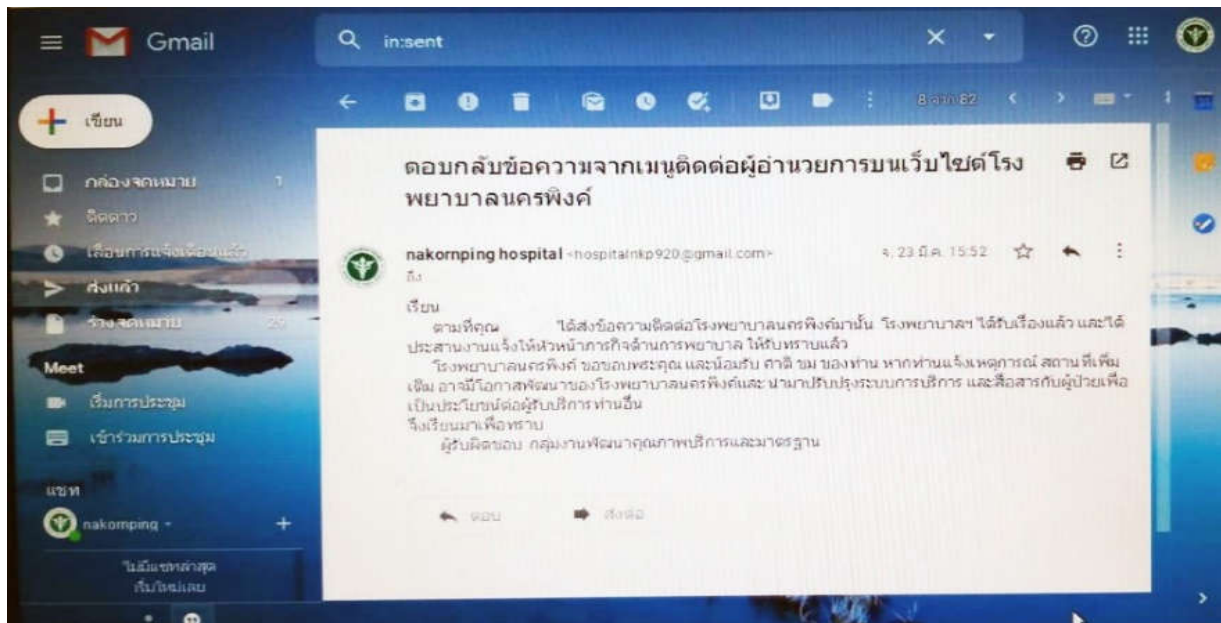 Gmail
in:sent
เขียน
8 จาก 82
กล่องจดหมาย 1
ติดดาว
เลื่อนการแจ้งเตือนแล้ว
ส่งแล้ว
ร่างจดหมาย
Meet
เริ่มการประชุม
เข้าร่วมการประชุม
แชท
nakornping
ไม่มีแชทล่าสุด
เริ่มใหม่เลย
ตอบกลับข้อความจากเมนูติดต่อผู้อำนวยการบนเว็บไซต์โรง
พยาบาลนครพิงค์
nakornping hospital <hospitalnkp920@gmail.com> จ. 23 มี.ค. 15:52
ถึง
เรียน
ตามที่คุณ ได้ส่งข้อความติดต่อโรงพยาบาลนครพิงค์มานั้น โรงพยาบาลฯ ได้รับเรื่องแล้ว และได้
ประสานงานแจ้งให้หัวหน้าภารกิจด้านการพยาบาล ให้รับทราบแล้ว
โรงพยาบาลนครพิงค์ ขอขอบพระคุณ และน้อมรับ คำติ ชม ของท่าน หากท่านแจ้งเหตุการณ์ สถานที่เพิ่ม
เติม อาจมีโอกาสพัฒนาของโรงพยาบาลนครพิงค์และ นำมาปรับปรุงระบบการบริการ และสื่อสารกับผู้ป่วยเพื่อ
เป็นประโยชน์ต่อผู้รับบริการท่านอื่น
จึงเรียนมาเพื่อทราบ
ผู้รับผิดชอบ กลุ่มงานพัฒนาคุณภาพบริการและมาตรฐาน
ตอบ
ส่งต่อ